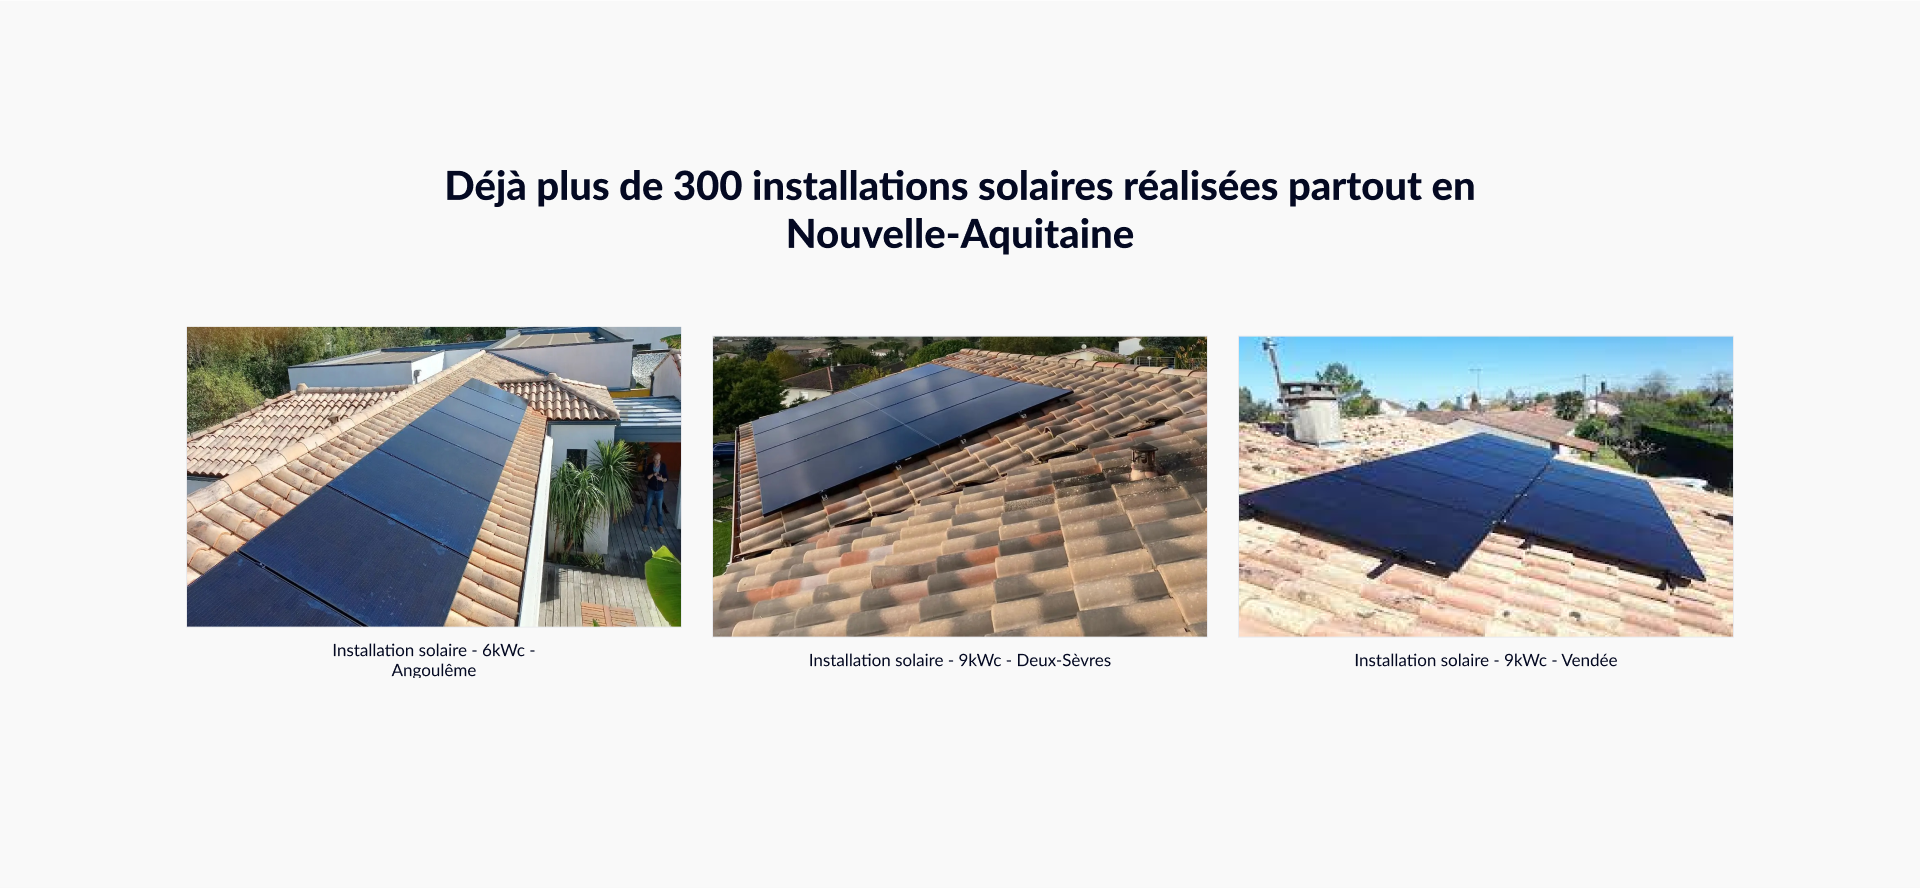 Déjà plus de 300 installations solaires réalisées partout en
Nouvelle-Aquitaine
Installation solaire - 6kWc -
Angoulême
Installation solaire - 9kWc - Deux-Sèvres
Installation solaire - 9kWc - Vendée